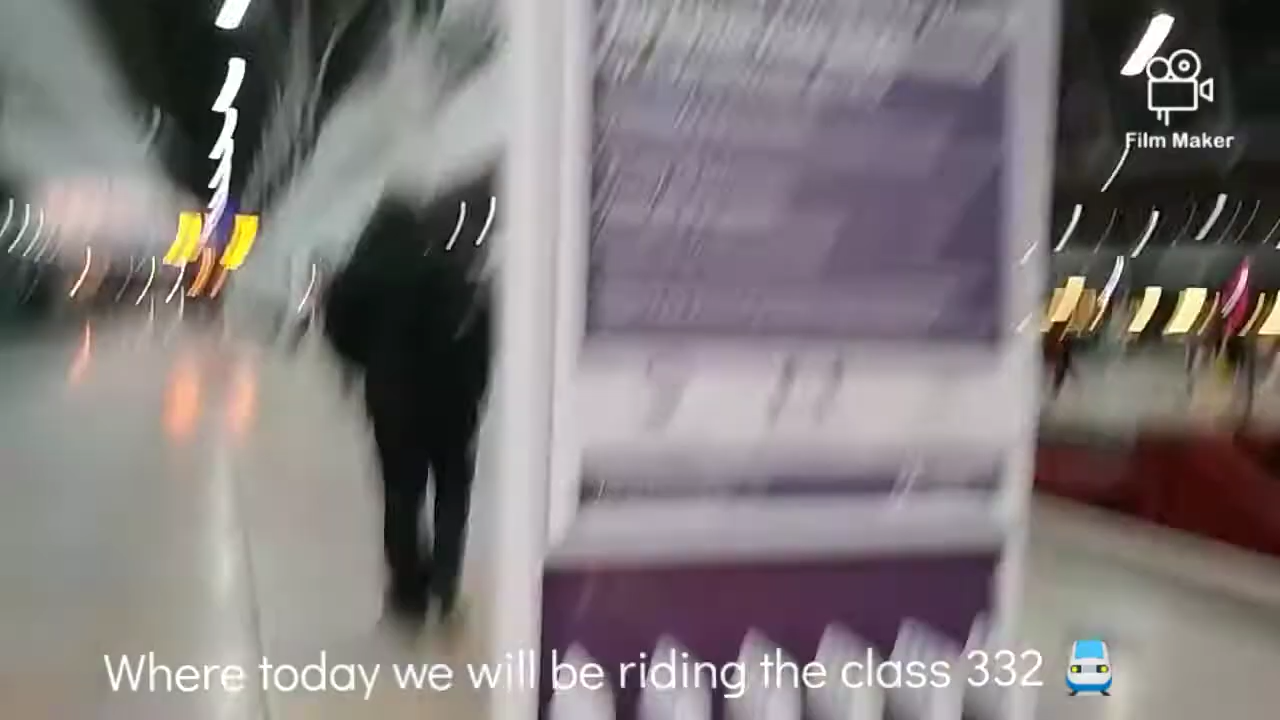 Film Maker
Where today we will be riding the class 332 🚈